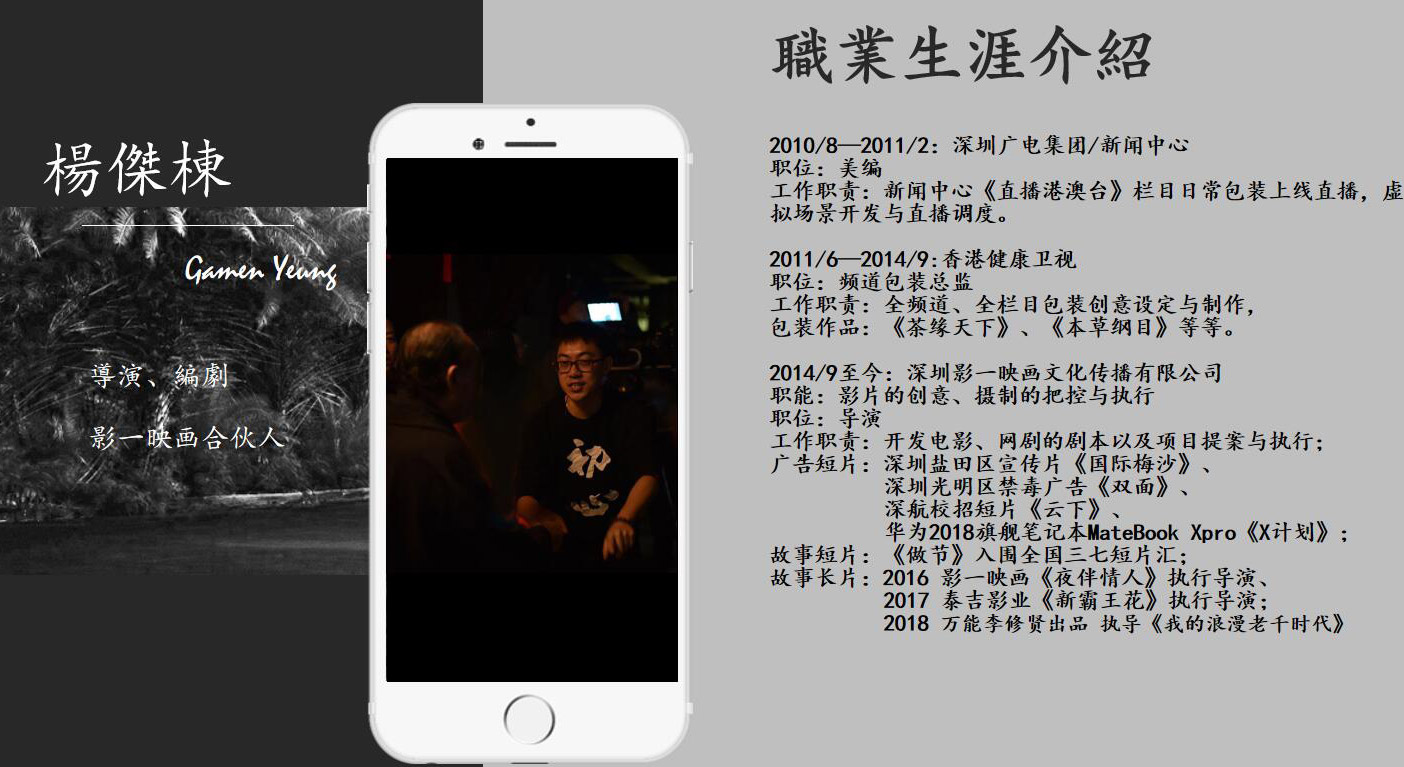 楊傑棟
Gamen Yeung
導演、編劇
影一映画合伙人
初
心
職業生涯介紹
2010/8—2011/2: 深圳广电集团/新闻中心
职位: 美编
工作职责: 新闻中心《直播港澳台》栏目日常包装上线直播，虚
拟场景开发与直播调度。
2011/6—2014/9:香港健康卫视
职位: 频道包装总监
工作职责: 全频道、全栏目包装创意设定与制作，
包装作品: 《茶缘天下》、《本草纲目》等等。
2014/9至今: 深圳影一映画文化传播有限公司
职能: 影片的创意、摄制的把控与执行
职位: 导演
工作职责: 开发电影、网剧的剧本以及项目提案与执行;
广告短片: 深圳盐田区宣传片《国际梅沙》、
深圳光明区禁毒广告《双面》、
深航校招短片《云下》、
华为2018旗舰笔记本MateBook Xpro《X计划》;
故事短片: 《做节》入围全国三七短片汇;
故事长片: 2016 影一映画《夜伴情人》执行导演、
2017 泰吉影业《新霸王花》执行导演;
2018 万能李修贤出品 执导《我的浪漫老千时代》